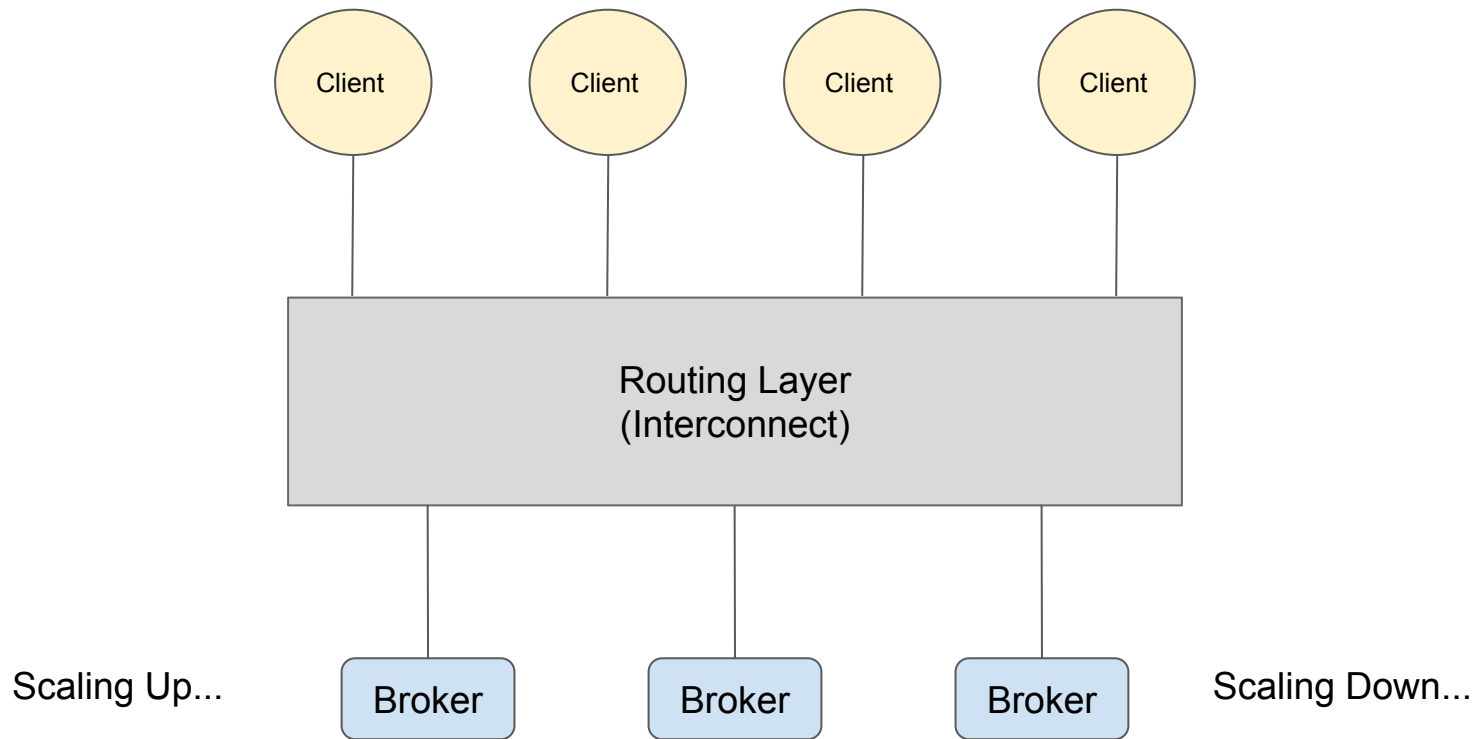 Client
Client
Client
Client
Routing Layer
(Interconnect)
Scaling Up...
Broker
Broker
Broker
Scaling Down...